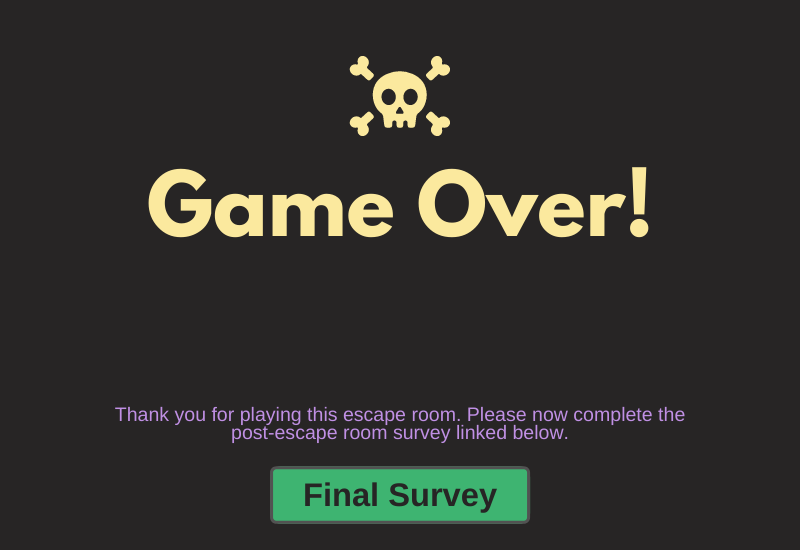 Game Over!
Thank you for playing this escape room. Please now complete the
post-escape room survey linked below.
Final Survey